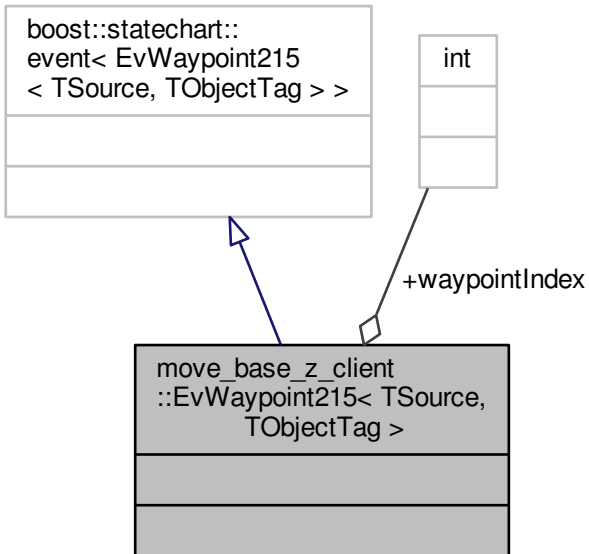 boost::statechart::
event< EvWaypoint215
< TSource, TObjectTag > >
int
+waypointIndex
move_base_z_client
::EvWaypoint215< TSource,
TObjectTag >